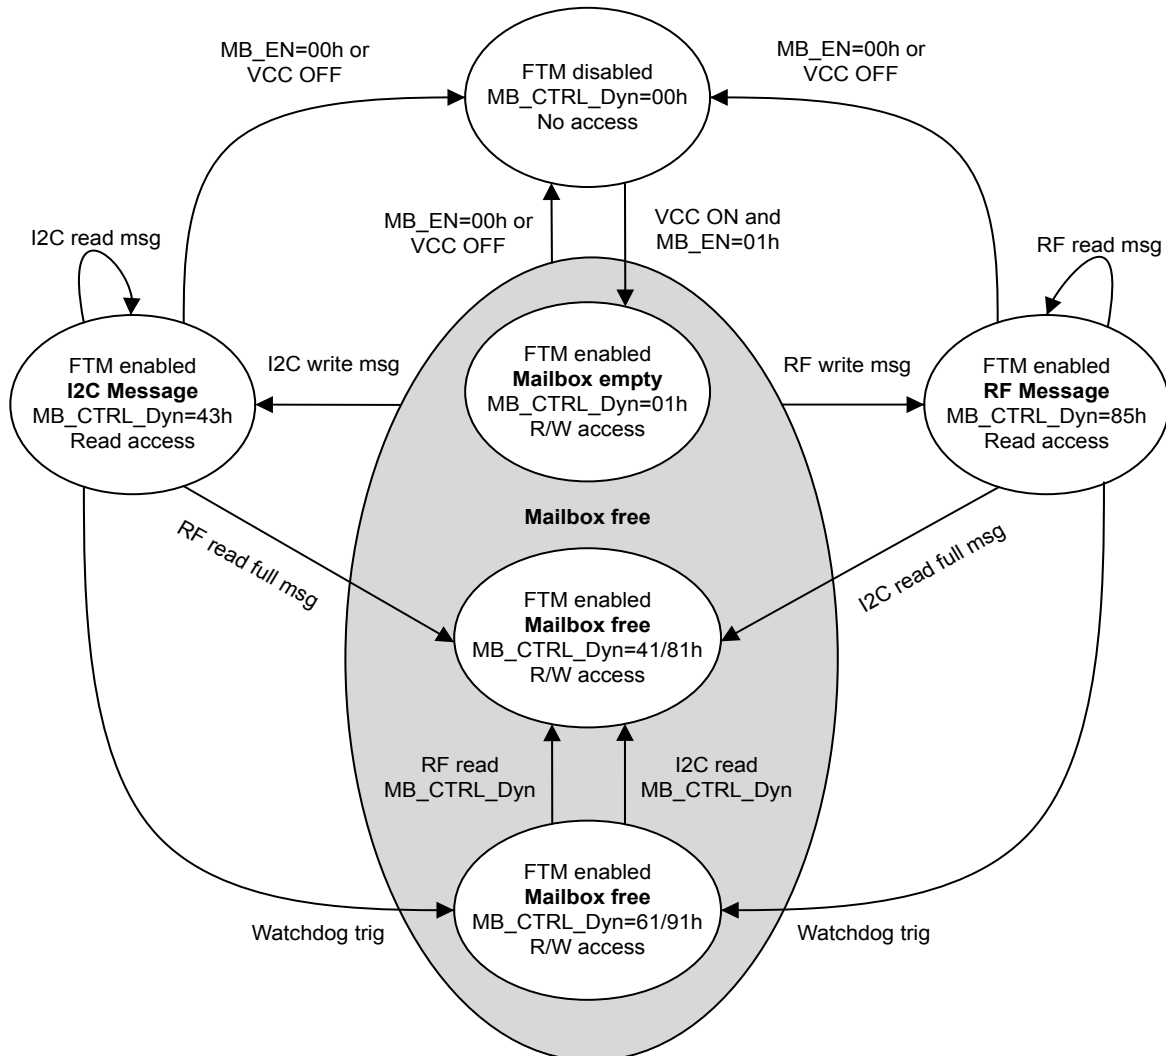 MB_EN=00h or
VCC OFF
FTM disabled
MB_CTRL_Dyn=00h
No access
MB_EN=00h or
VCC OFF
MB_EN=00h or
VCC OFF
VCC ON and
MB_EN=01h
I2C read msg
RF read msg
FTM enabled
I2C Message
MB_CTRL_Dyn=43h
Read access
I2C write msg
FTM enabled
Mailbox empty
MB_CTRL_Dyn=01h
R/W access
RF write msg
FTM enabled
RF Message
MB_CTRL_Dyn=85h
Read access
Mailbox free
RF read full msg
I2C read full msg
FTM enabled
Mailbox free
MB_CTRL_Dyn=41/81h
R/W access
RF read
MB_CTRL_Dyn
I2C read
MB_CTRL_Dyn
FTM enabled
Mailbox free
MB_CTRL_Dyn=61/91h
R/W access
Watchdog trig
Watchdog trig